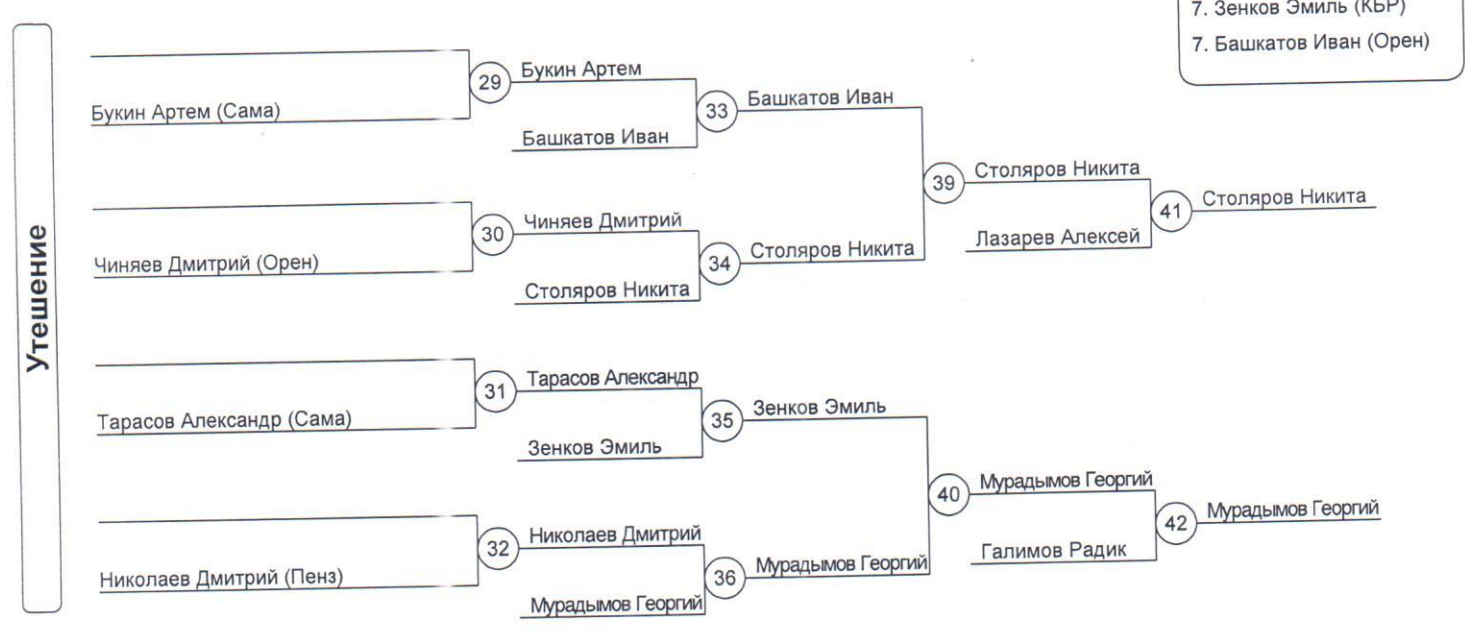 7. Зенков Эмиль (КБР)
7. Башкатов Иван (Орен)
Утешение
29
Букин Артем
Букин Артем (Сама)
33
Башкатов Иван
Башкатов Иван
39
Столяров Никита
30
Чиняев Дмитрий
41
Столяров Никита
Чиняев Дмитрий (Орен)
34
Столяров Никита
Лазарев Алексей
Столяров Никита
31
Тарасов Александр
Тарасов Александр (Сама)
35
Зенков Эмиль
Зенков Эмиль
40
Мурадымов Георгий
32
Николаев Дмитрий
42
Мурадымов Георгий
Николаев Дмитрий (Пенз)
36
Мурадымов Георгий
Галимов Радик
Мурадымов Георгий